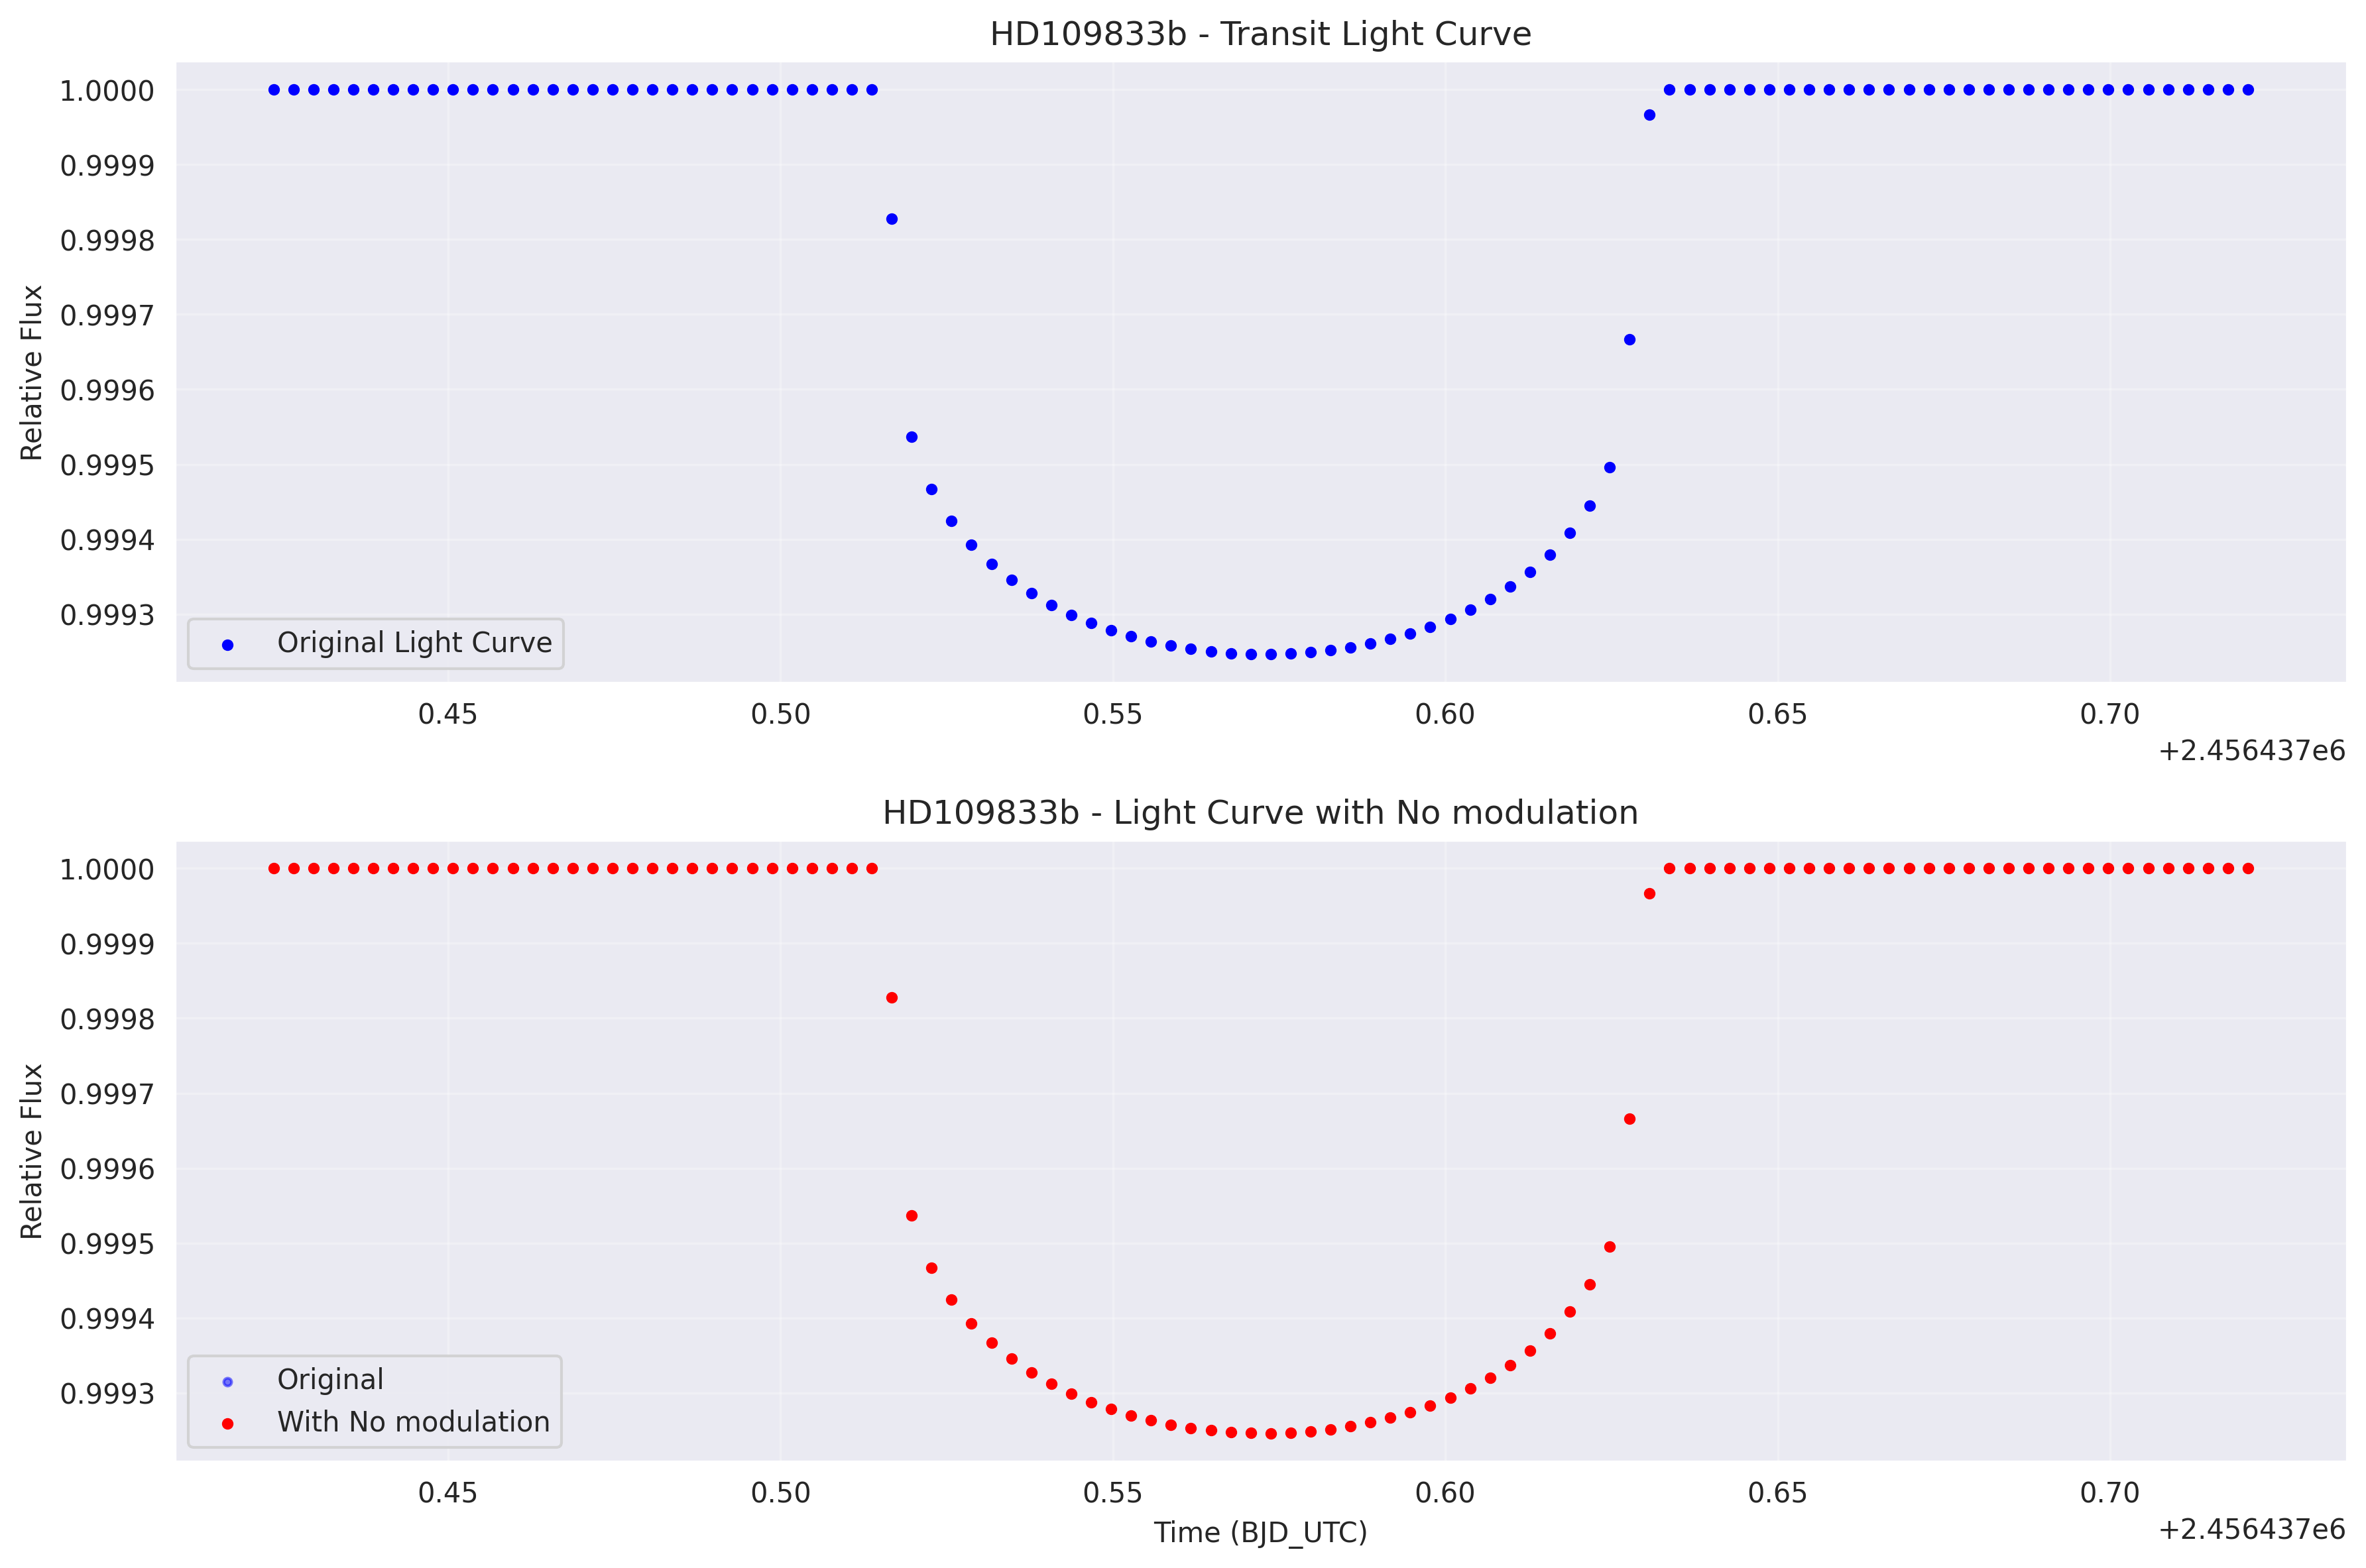 HD109833b - Transit Light Curve
Relative Flux
1.0000
0.9999
0.9998
0.9997
0.9996
0.9995
0.9994
0.9993
Original Light Curve
0.45 0.50 0.55 0.60 0.65 0.70
+2.456437e6
HD109833b - Light Curve with No modulation
Relative Flux
1.0000
0.9999
0.9998
0.9997
0.9996
0.9995
0.9994
0.9993
Original
With No modulation
0.45 0.50 0.55 0.60 0.65 0.70
Time (BJD_UTC)
+2.456437e6